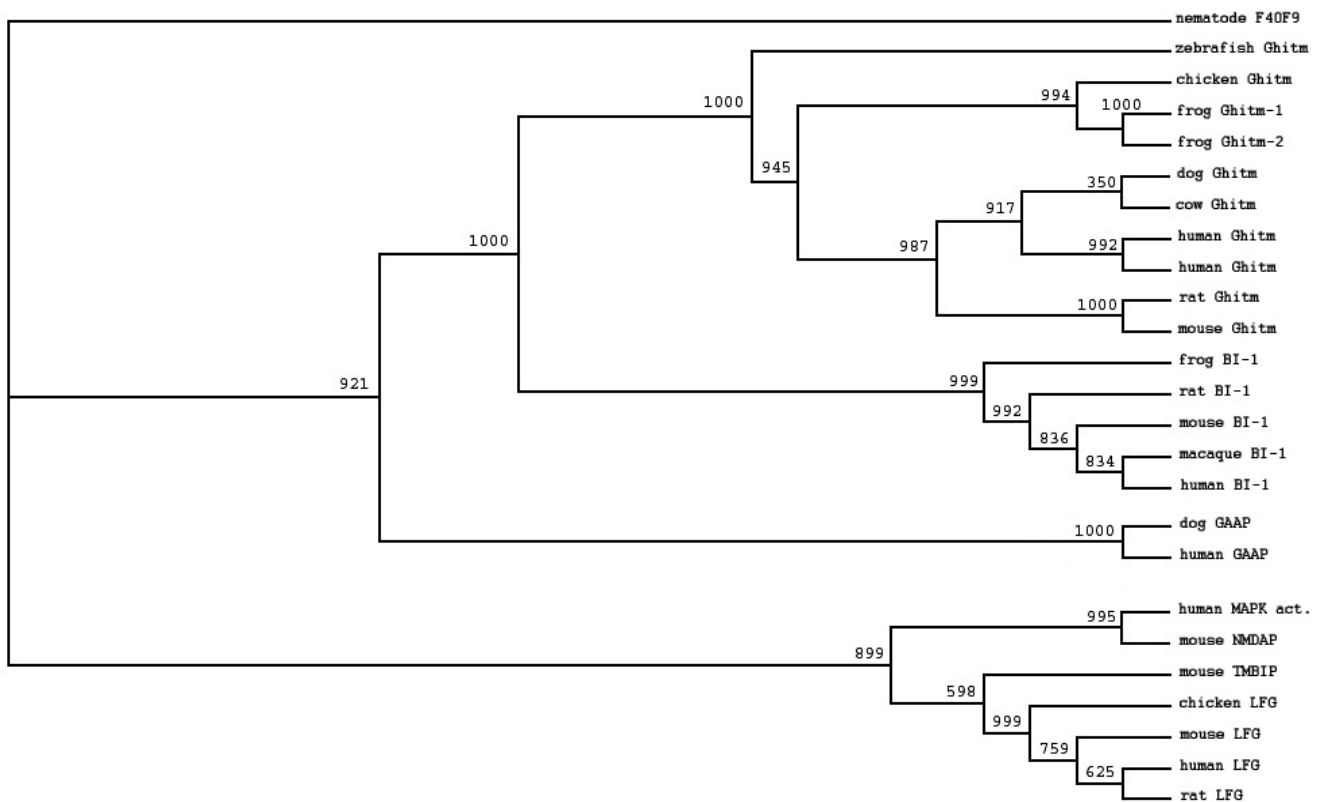 nematode F40F9
zebrafish Ghitm
1000
chicken Ghitm
994
1000
frog Ghitm-1
frog Ghitm-2
945
dog Ghitm
350
cow Ghitm
917
human Ghitm
992
987
human Ghitm
1000
rat Ghitm
1000
mouse Ghitm
frog BI-1
999
921
rat BI-1
992
mouse BI-1
836
macaque BI-1
834
human BI-1
dog GAAP
1000
human GAAP
human MAPK act.
995
mouse NMDAP
899
mouse TMBIP
598
chicken LFG
999
mouse LFG
759
human LFG
625
rat LFG